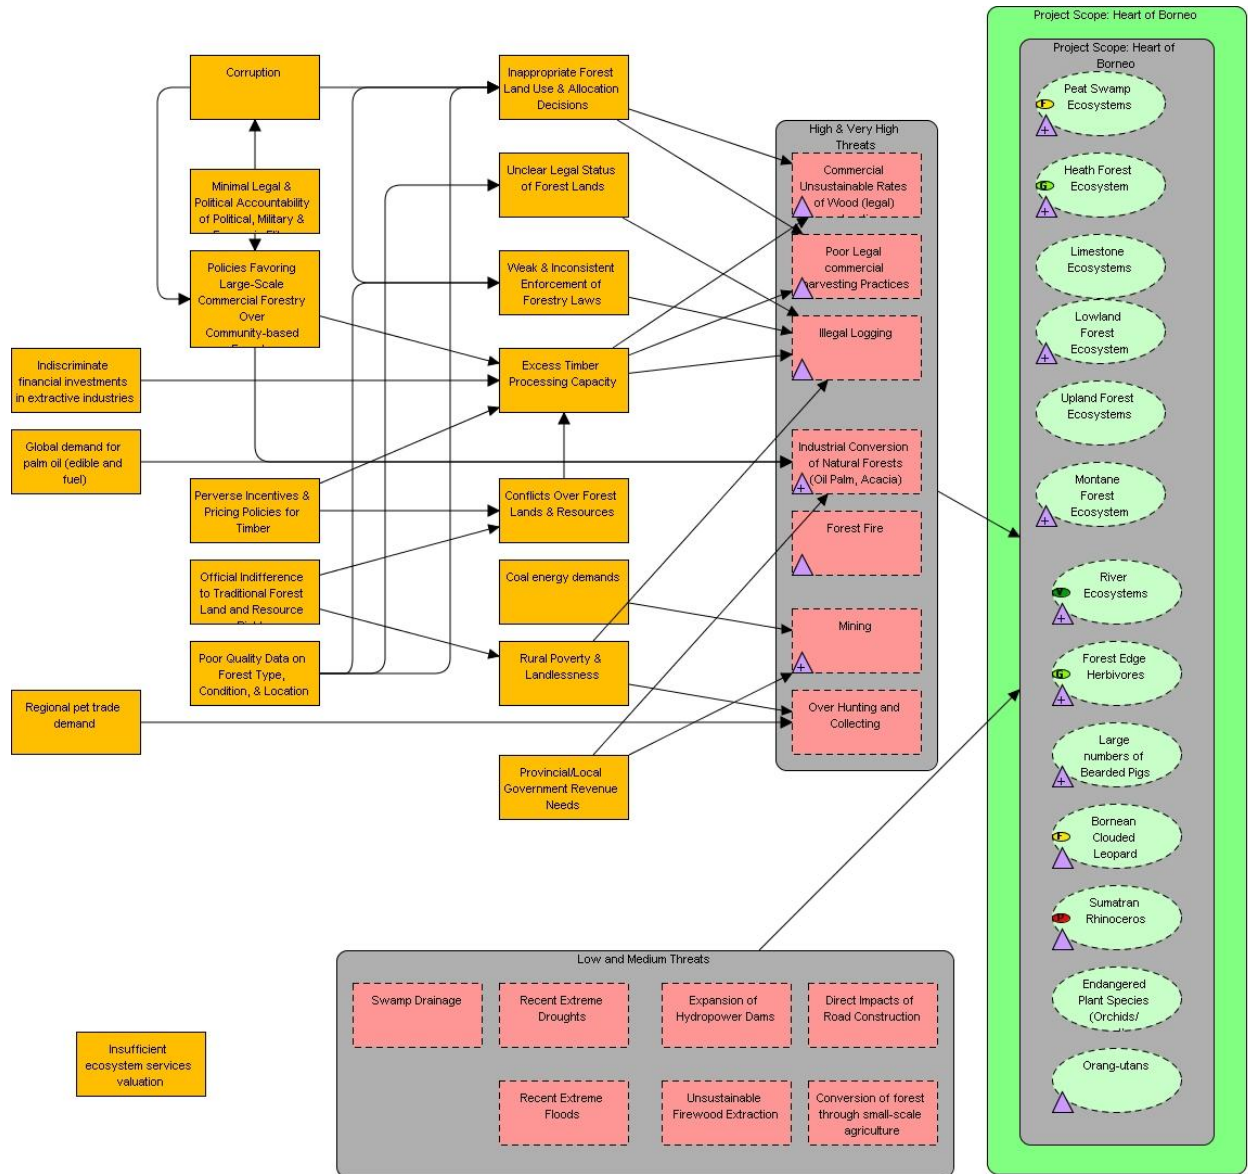 Project Scope: Heart of Borneo
Project Scope: Heart of
Borneo
Corruption
Minimal Legal &
Political Accountability
of Political, Military &
Policies Favoring
Large-Scale
Commercial Forestry
Over
Community-based
Indiscriminate
financial investments
in extractive industries
Global demand for
palm oil (edible and
fuel)
Perverse Incentives &
Pricing Policies for
Timber
Official Indifference
to Traditional Forest
Land and Resource
Poor Quality Data on
Forest Type,
Condition, & Location
Regional pet trade
demand
Inappropriate Forest
Land Use & Allocation
Decisions
Unclear Legal Status
of Forest Lands
Weak & Inconsistent
Enforcement of
Forestry Laws
Excess Timber
Processing Capacity
Conflicts Over Forest
Lands & Resources
Coal energy demands
Rural Poverty &
Landlessness
Provincial/Local
Government Revenue
Needs
High & Very High
Threats
Commercial
Unsustainable Rates
of Wood (legal)
Poor Legal
commercial
harvesting Practices
Illegal Logging
Industrial Conversion
of Natural Forests
(Oil Palm, Acacia)
Forest Fire
Mining
Over Hunting and
Collecting
Peat Swamp
Ecosystems
F
Heath Forest
Ecosystem
G
Limestone
Ecosystems
Lowland
Forest
Ecosystem
Upland Forest
Ecosystems
Montane
Forest
Ecosystem
River
Ecosystems
V
Forest Edge
Herbivores
G
Large
numbers of
Bearded Pigs
Bornean
Clouded
Leopard
F
Sumatran
Rhinoceros
P
Endangered
Plant Species
(Orchids/
Orang-utans
Low and Medium Threats
Swamp Drainage
Recent Extreme
Droughts
Expansion of
Hydropower Dams
Direct Impacts of
Road Construction
Recent Extreme
Floods
Unsustainable
Firewood Extraction
Conversion of forest
through small-scale
agriculture
Insufficient
ecosystem services
valuation